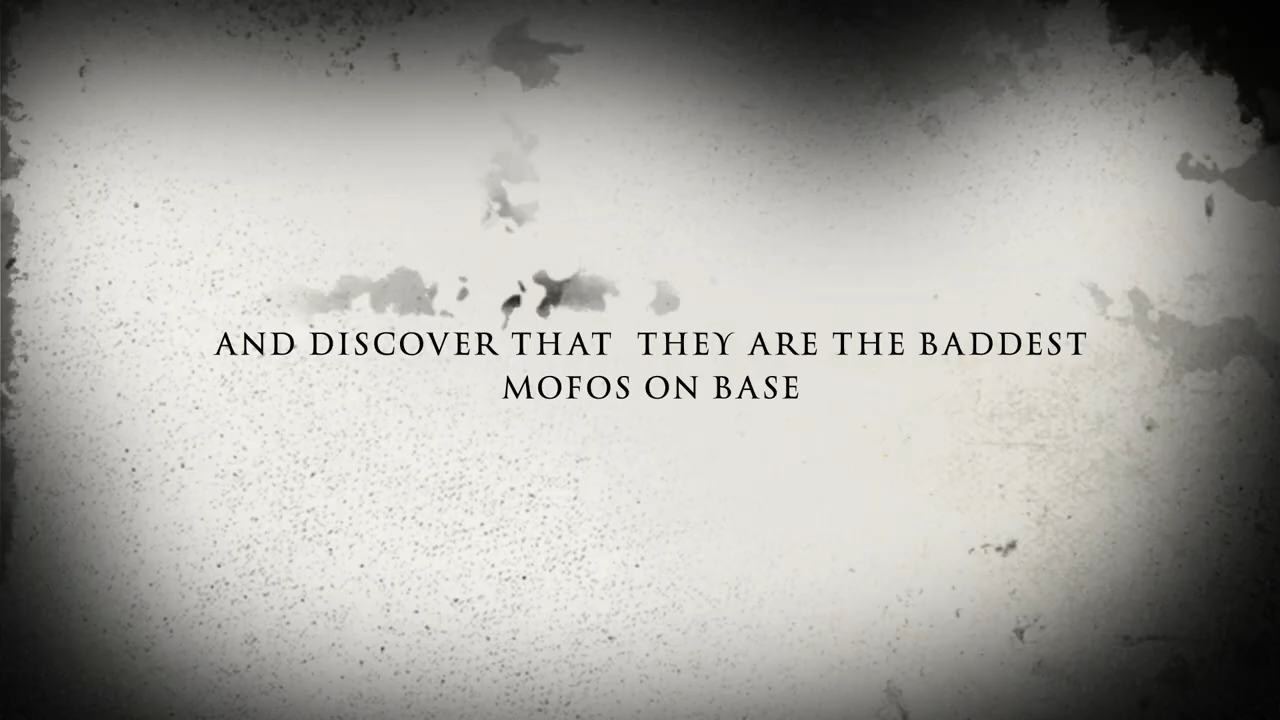 AND DISCOVER THAT  THEY ARE THE BADDEST
MOFOS ON BASE